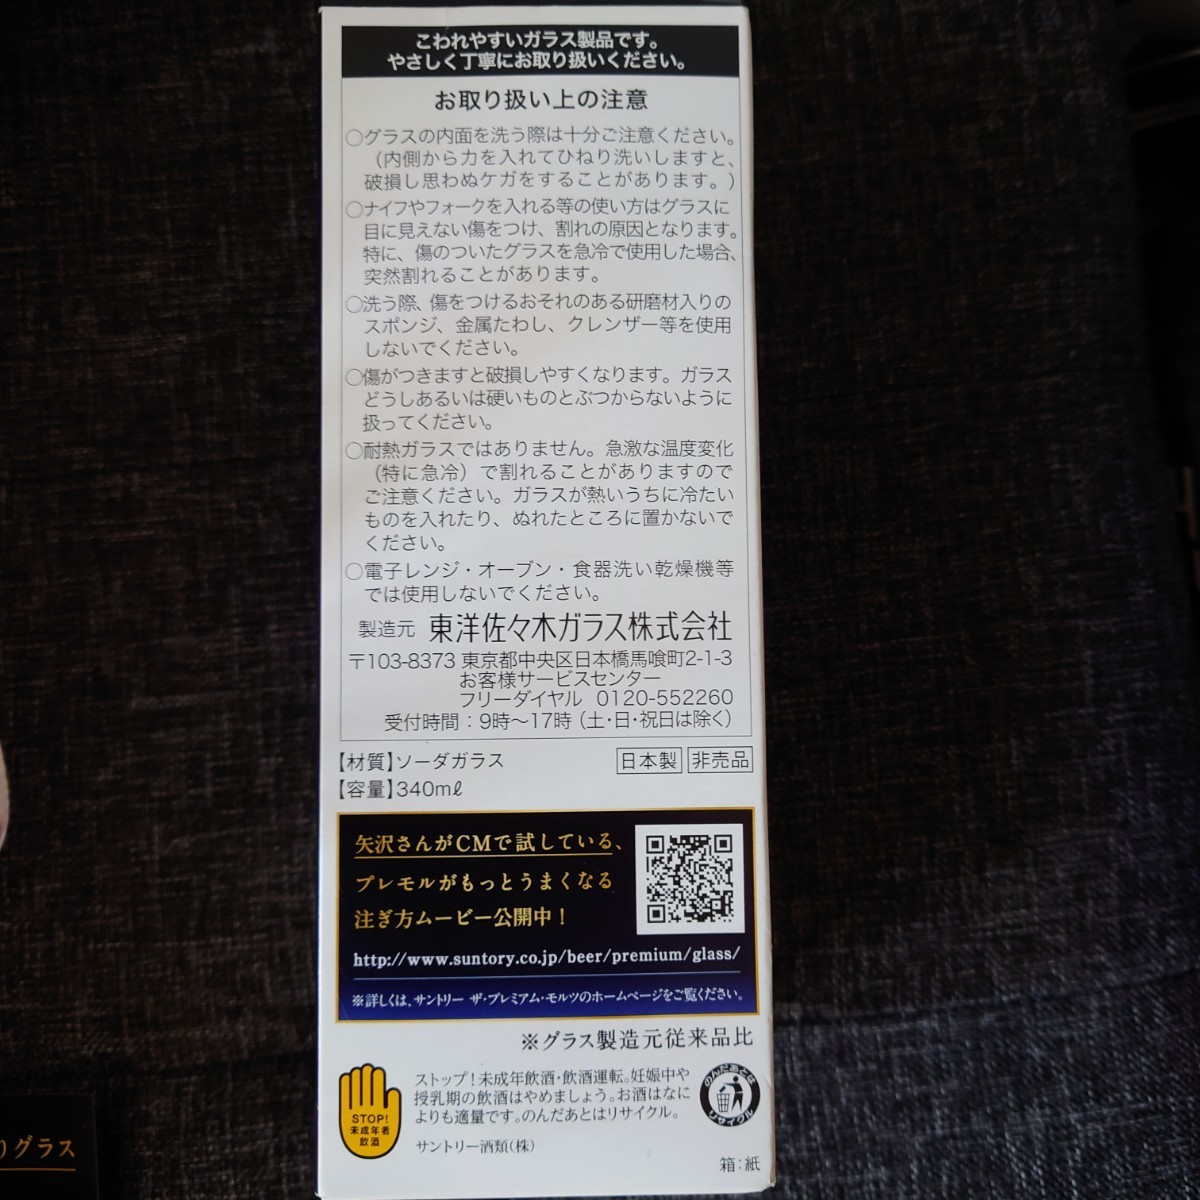 こわれやすいガラス製品です。
やさしく丁寧にお取り扱いください。
お取り扱い上の注意
○グラスの内面を洗う際は十分ご注意ください。
（内側から力を入れてひねり洗いしますと、
破損し思わぬケガをすることがあります。）
○ナイフやフォークを入れる等の使い方はグラスに
目に見えない傷をつけ、割れの原因となります。
特に、傷のついたグラスを急冷で使用した場合、
突然割れることがあります。
○洗う際、傷をつけるおそれのある研磨材入りの
スポンジ、金属たわし、クレンザー等を使用
しないでください。
○傷がつきますと破損しやすくなります。ガラス
どうしあるいは硬いものとぶつからないように
扱ってください。
○耐熱ガラスではありません。急激な温度変化
（特に急冷）で割れることがありますので
ご注意ください。ガラスが熱いうちに冷たい
ものを入れたり、ぬれたところに置かないで
ください。
○電子レンジ・オーブン・食器洗い乾燥機等
では使用しないでください。
製造元 東洋佐々木ガラス株式会社
〒103-8373 東京都中央区日本橋馬喰町2-1-3
お客様サービスセンター
フリーダイヤル 0120-552260
受付時間：9時～17時（土・日・祝日は除く）
【材質】ソーダガラス 日本製 非売品
【容量】340mℓ
矢沢さんがCMで試している、
プレモルがもっとうまくなる
注ぎ方ムービー公開中！
http://www.suntory.co.jp/beer/premium/glass/
※詳しくは、サントリー ザ・プレミアム・モルツのホームページをご覧ください。
※グラス製造元従来品比
STOP!
未成年者
飲酒
ストップ！未成年飲酒・飲酒運転。妊娠中や
授乳期の飲酒はやめましょう。お酒はなに
よりも適量です。のんだあとはリサイクル。
サントリー酒類（株）
のんだあとは
リサイクル
箱：紙
りグラス